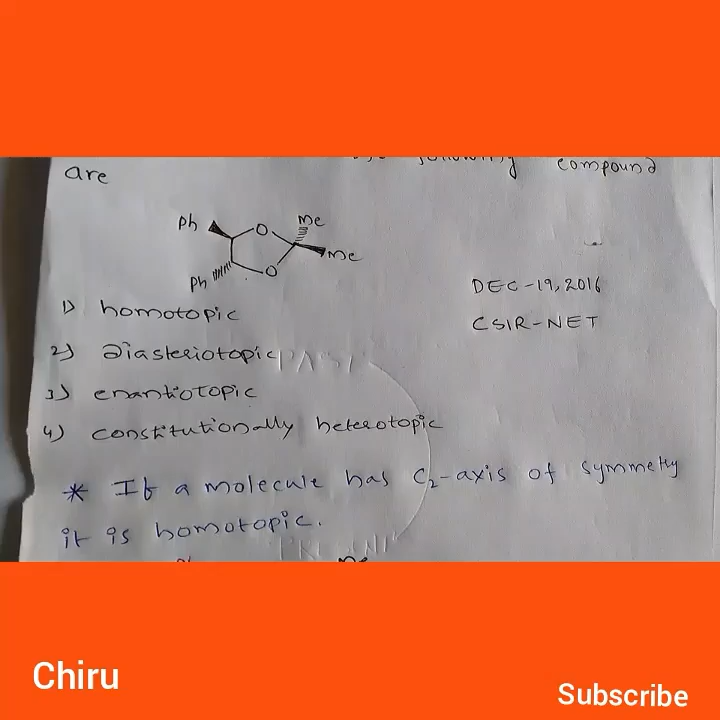 compound
are
Ph
O
Me
Me
Ph
O
1) homotopic
2) diasteriotopic
3) enantiotopic
4) constitutionally heterotopic
DEC-19,2016
CSIR-NET
* If a molecule has C2-axis of symmetry
it is homotopic.
Chiru
Subscribe